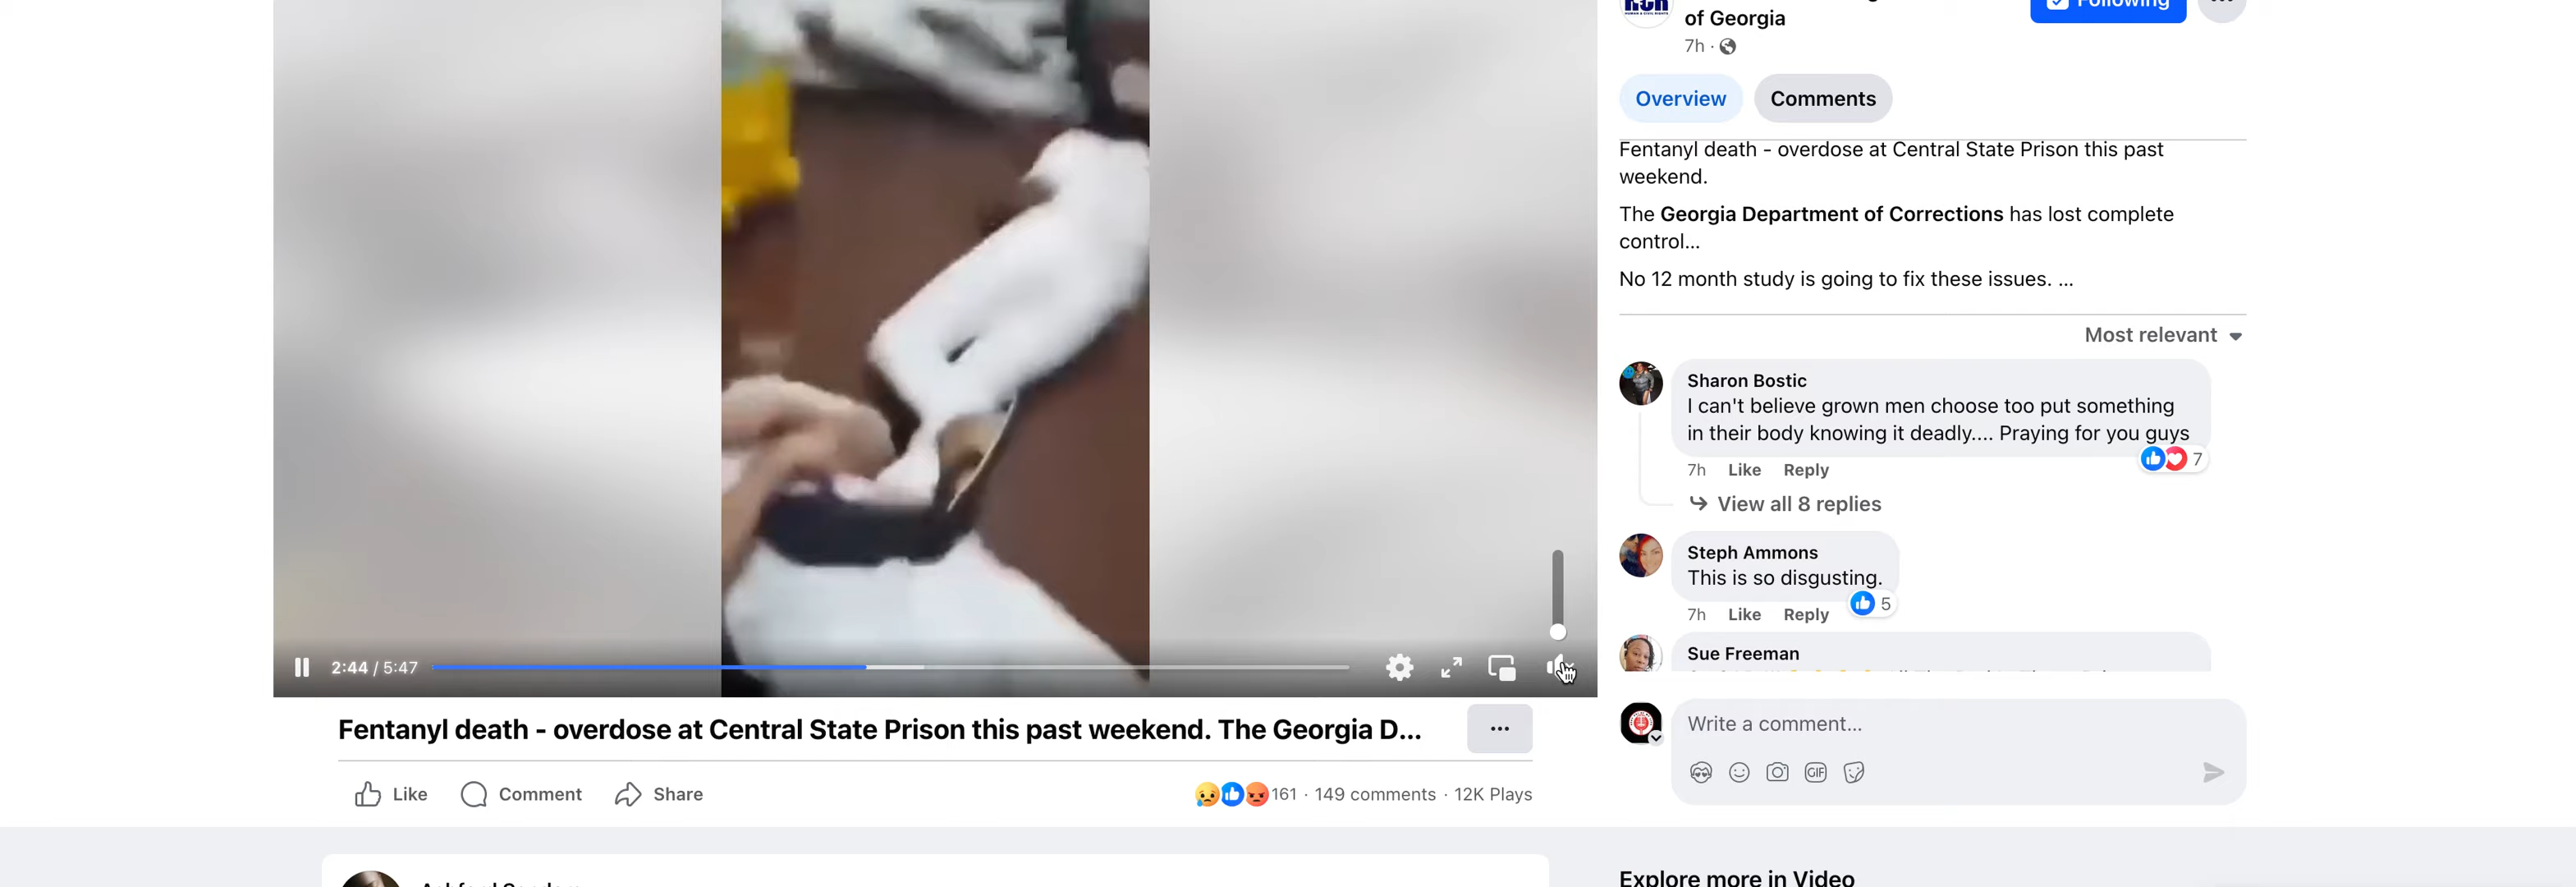 of Georgia
7h ·
Following
Overview
Comments
Fentanyl death - overdose at Central State Prison this past
weekend.
The Georgia Department of Corrections has lost complete
control...
No 12 month study is going to fix these issues. ...
Most relevant
Sharon Bostic
I can't believe grown men choose too put something
in their body knowing it deadly.... Praying for you guys
7
7h Like Reply
View all 8 replies
Steph Ammons
This is so disgusting.
5
7h Like Reply
Sue Freeman
Write a comment...
GIF
2:44 / 5:47
Fentanyl death - overdose at Central State Prison this past weekend. The Georgia D...
Like Comment Share
161 · 149 comments · 12K Plays
Explore more in Video